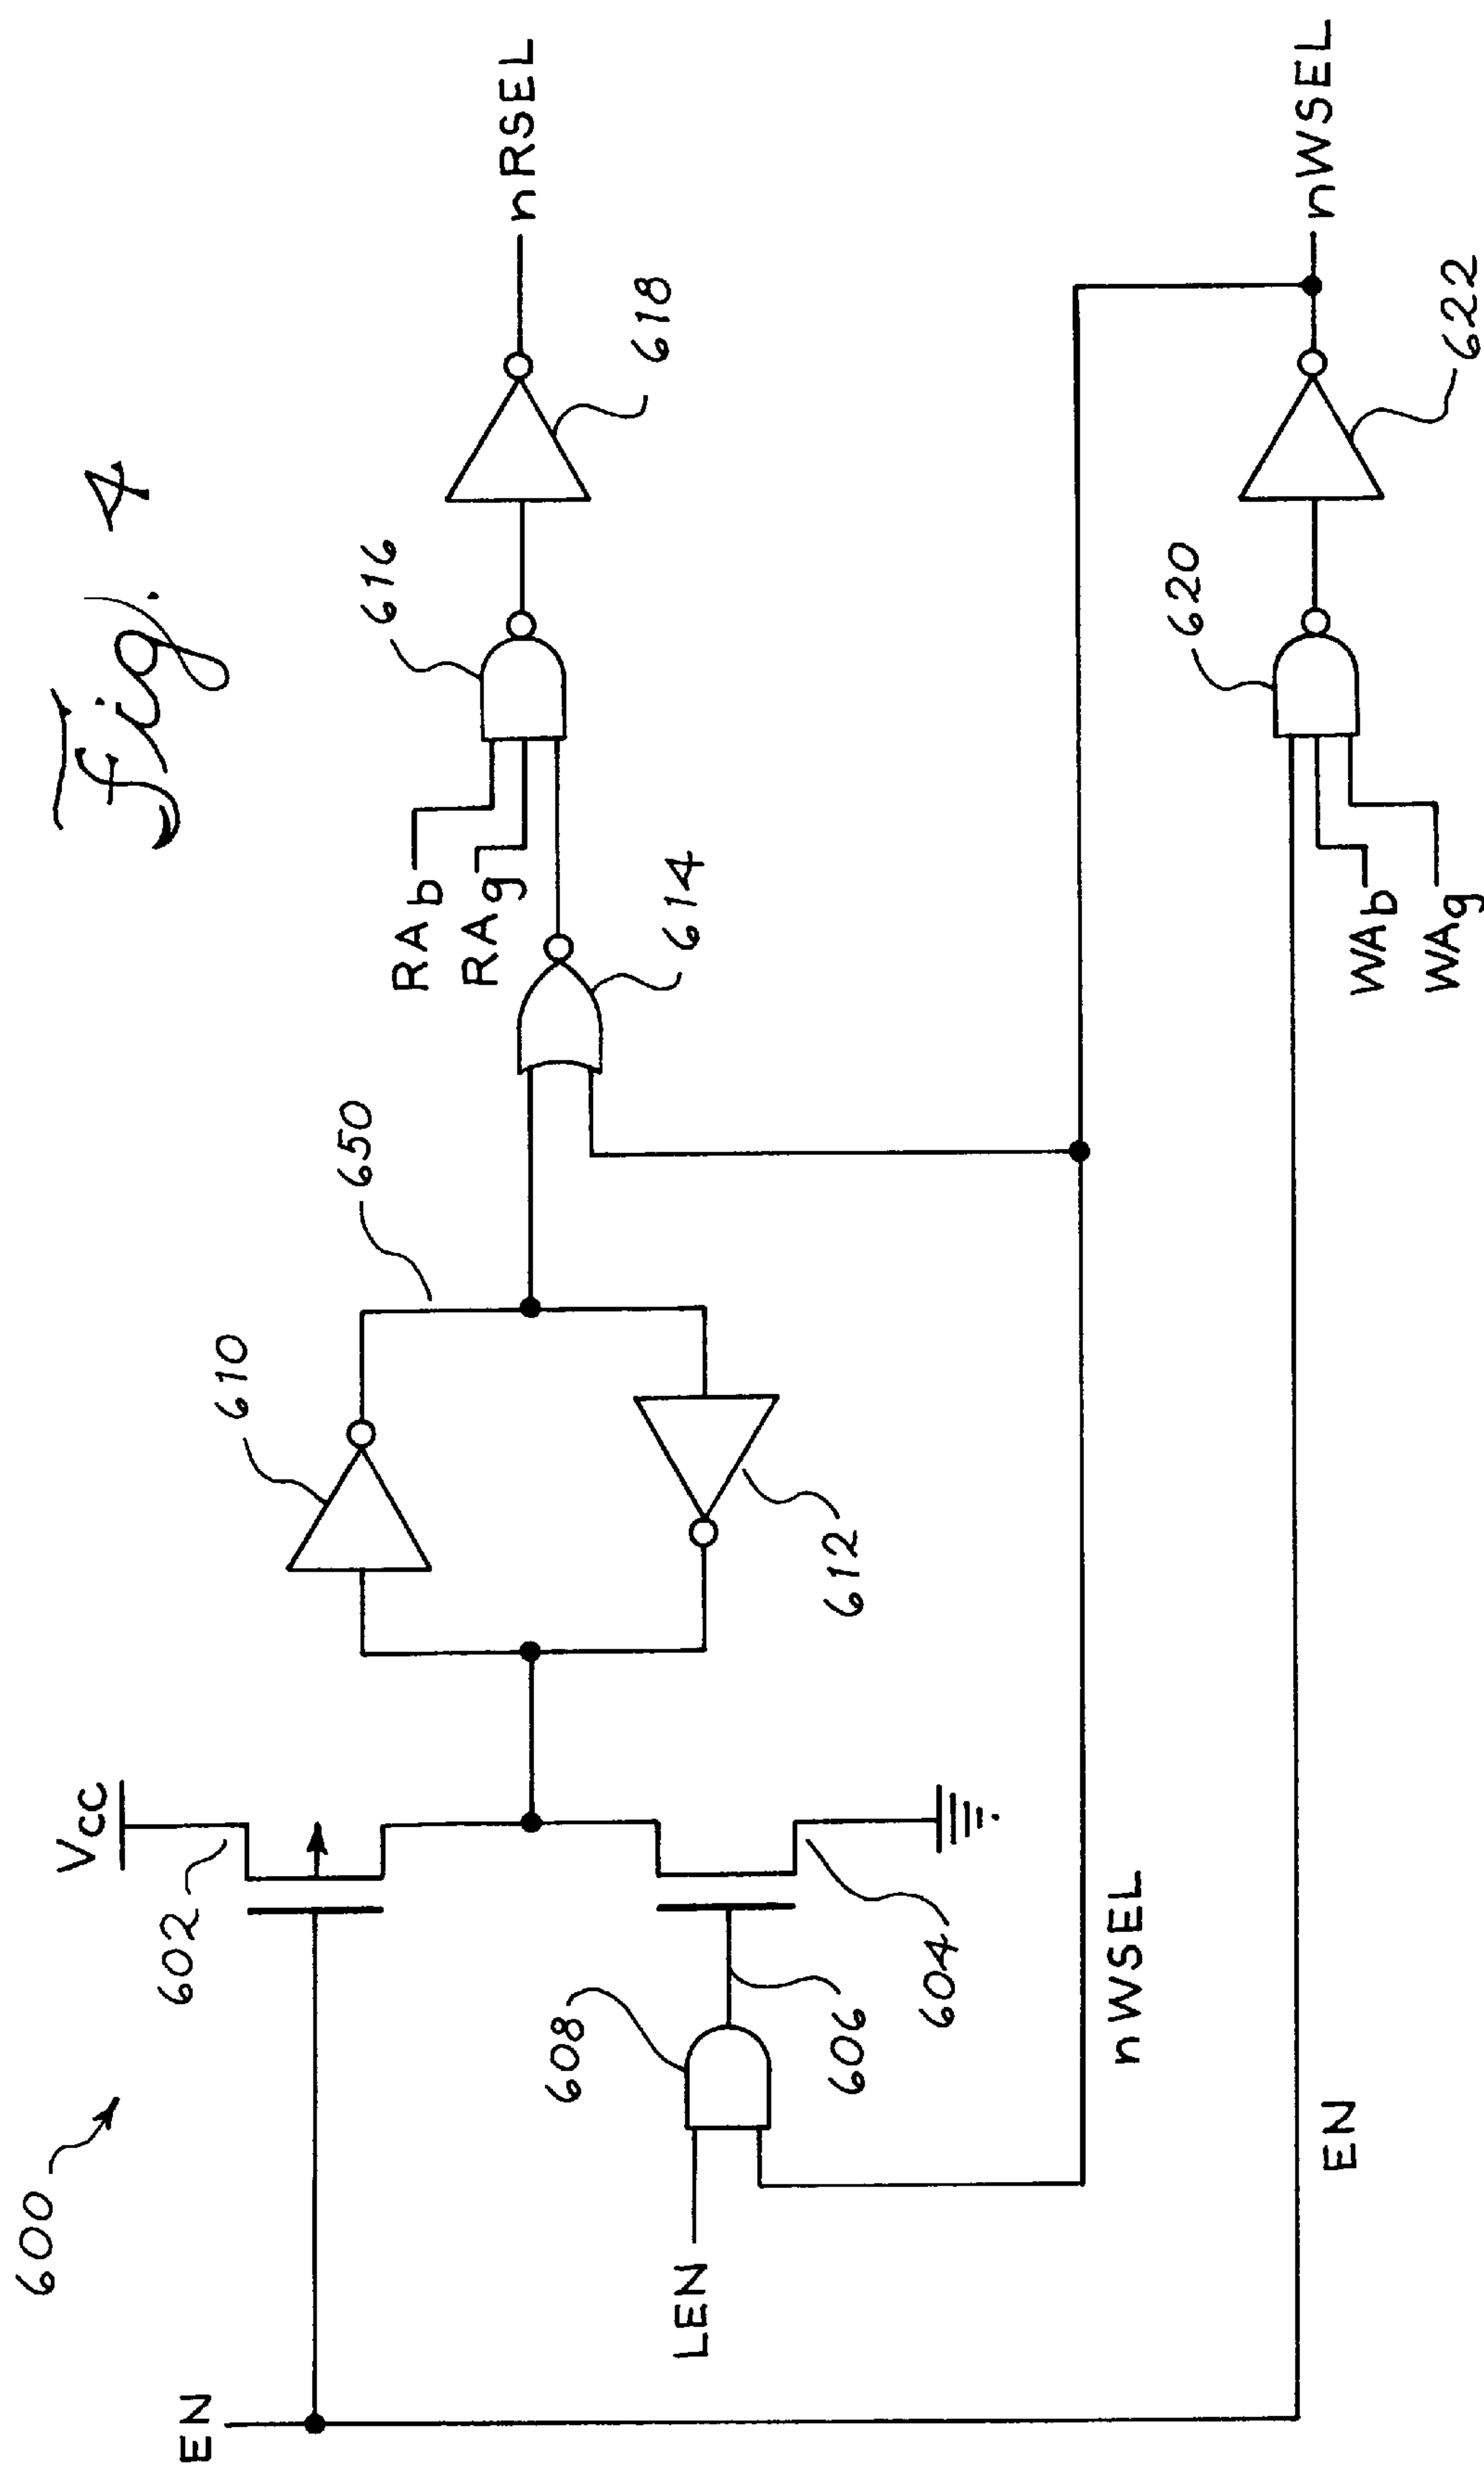 Fig. 4
600
EN
VCC
602
610
650
616
RAb
RAg
618
nRSEL
614
608
LEN
606
604
612
nWSEL
620
nWSEL
EN
WAb
WAg
622